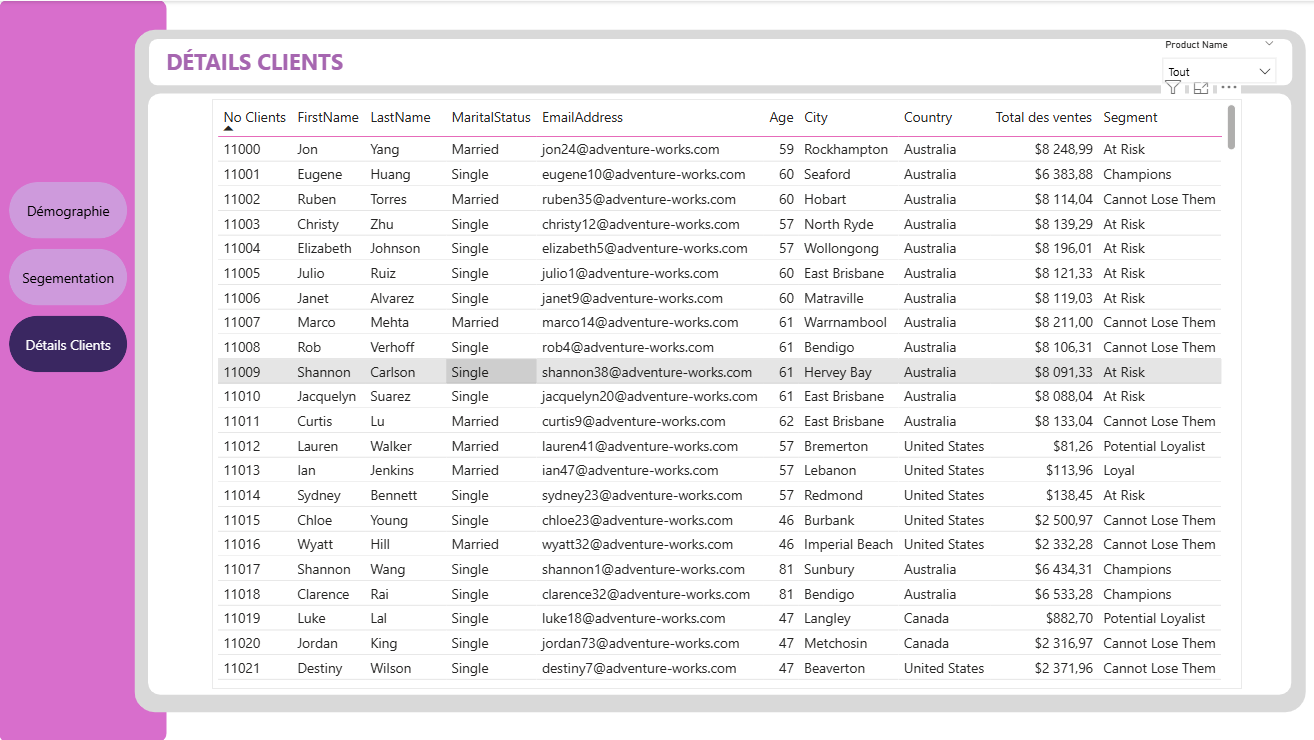 Product Name
DÉTAILS CLIENTS
Tout
No Clients FirstName LastName MaritalStatus EmailAddress Age City Country Total des ventes Segment
11000 Jon Yang Married jon24@adventure-works.com 59 Rockhampton Australia $8 248,99 At Risk
11001 Eugene Huang Single eugene10@adventure-works.com 60 Seaford Australia $6 383,88 Champions
11002 Ruben Torres Married ruben35@adventure-works.com 60 Hobart Australia $8 114,04 Cannot Lose Them
11003 Christy Zhu Single christy12@adventure-works.com 57 North Ryde Australia $8 139,29 At Risk
11004 Elizabeth Johnson Single elizabeth5@adventure-works.com 57 Wollongong Australia $8 196,01 At Risk
11005 Julio Ruiz Single julio1@adventure-works.com 60 East Brisbane Australia $8 121,33 At Risk
11006 Janet Alvarez Single janet9@adventure-works.com 60 Matraville Australia $8 119,03 At Risk
11007 Marco Mehta Married marco14@adventure-works.com 61 Warrnambool Australia $8 211,00 Cannot Lose Them
11008 Rob Verhoff Single rob4@adventure-works.com 61 Bendigo Australia $8 106,31 Cannot Lose Them
11009 Shannon Carlson Single shannon38@adventure-works.com 61 Hervey Bay Australia $8 091,33 At Risk
11010 Jacquelyn Suarez Single jacquelyn20@adventure-works.com 61 East Brisbane Australia $8 088,04 At Risk
11011 Curtis Lu Married curtis9@adventure-works.com 62 East Brisbane Australia $8 133,04 Cannot Lose Them
11012 Lauren Walker Married lauren41@adventure-works.com 57 Bremerton United States $81,26 Potential Loyalist
11013 Ian Jenkins Married ian47@adventure-works.com 57 Lebanon United States $113,96 Loyal
11014 Sydney Bennett Single sydney23@adventure-works.com 57 Redmond United States $138,45 At Risk
11015 Chloe Young Single chloe23@adventure-works.com 46 Burbank United States $2 500,97 Cannot Lose Them
11016 Wyatt Hill Married wyatt32@adventure-works.com 46 Imperial Beach United States $2 332,28 Cannot Lose Them
11017 Shannon Wang Single shannon1@adventure-works.com 81 Sunbury Australia $6 434,31 Champions
11018 Clarence Rai Single clarence32@adventure-works.com 81 Bendigo Australia $6 533,28 Champions
11019 Luke Lal Single luke18@adventure-works.com 47 Langley Canada $882,70 Potential Loyalist
11020 Jordan King Single jordan73@adventure-works.com 47 Metchosin Canada $2 316,97 Cannot Lose Them
11021 Destiny Wilson Single destiny7@adventure-works.com 47 Beaverton United States $2 371,96 Cannot Lose Them
Démographie
Segementation
Détails Clients